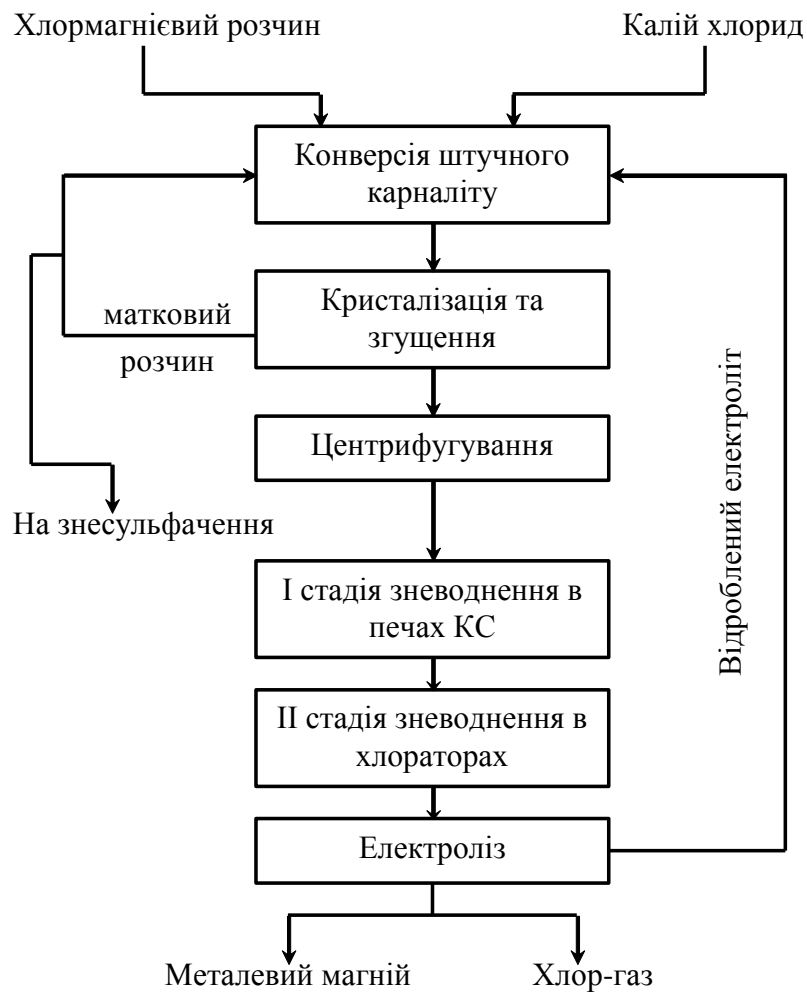 Хлормагнієвий розчин
Калій хлорид
Конверсія штучного
карналіту
Кристалізація та
згущення
матковий
розчин
Центрифугування
На знесульфачення
І стадія зневоднення в
печах КС
Відроблений електроліт
ІІ стадія зневоднення в
хлораторах
Електроліз
Металевий магній
Хлор-газ